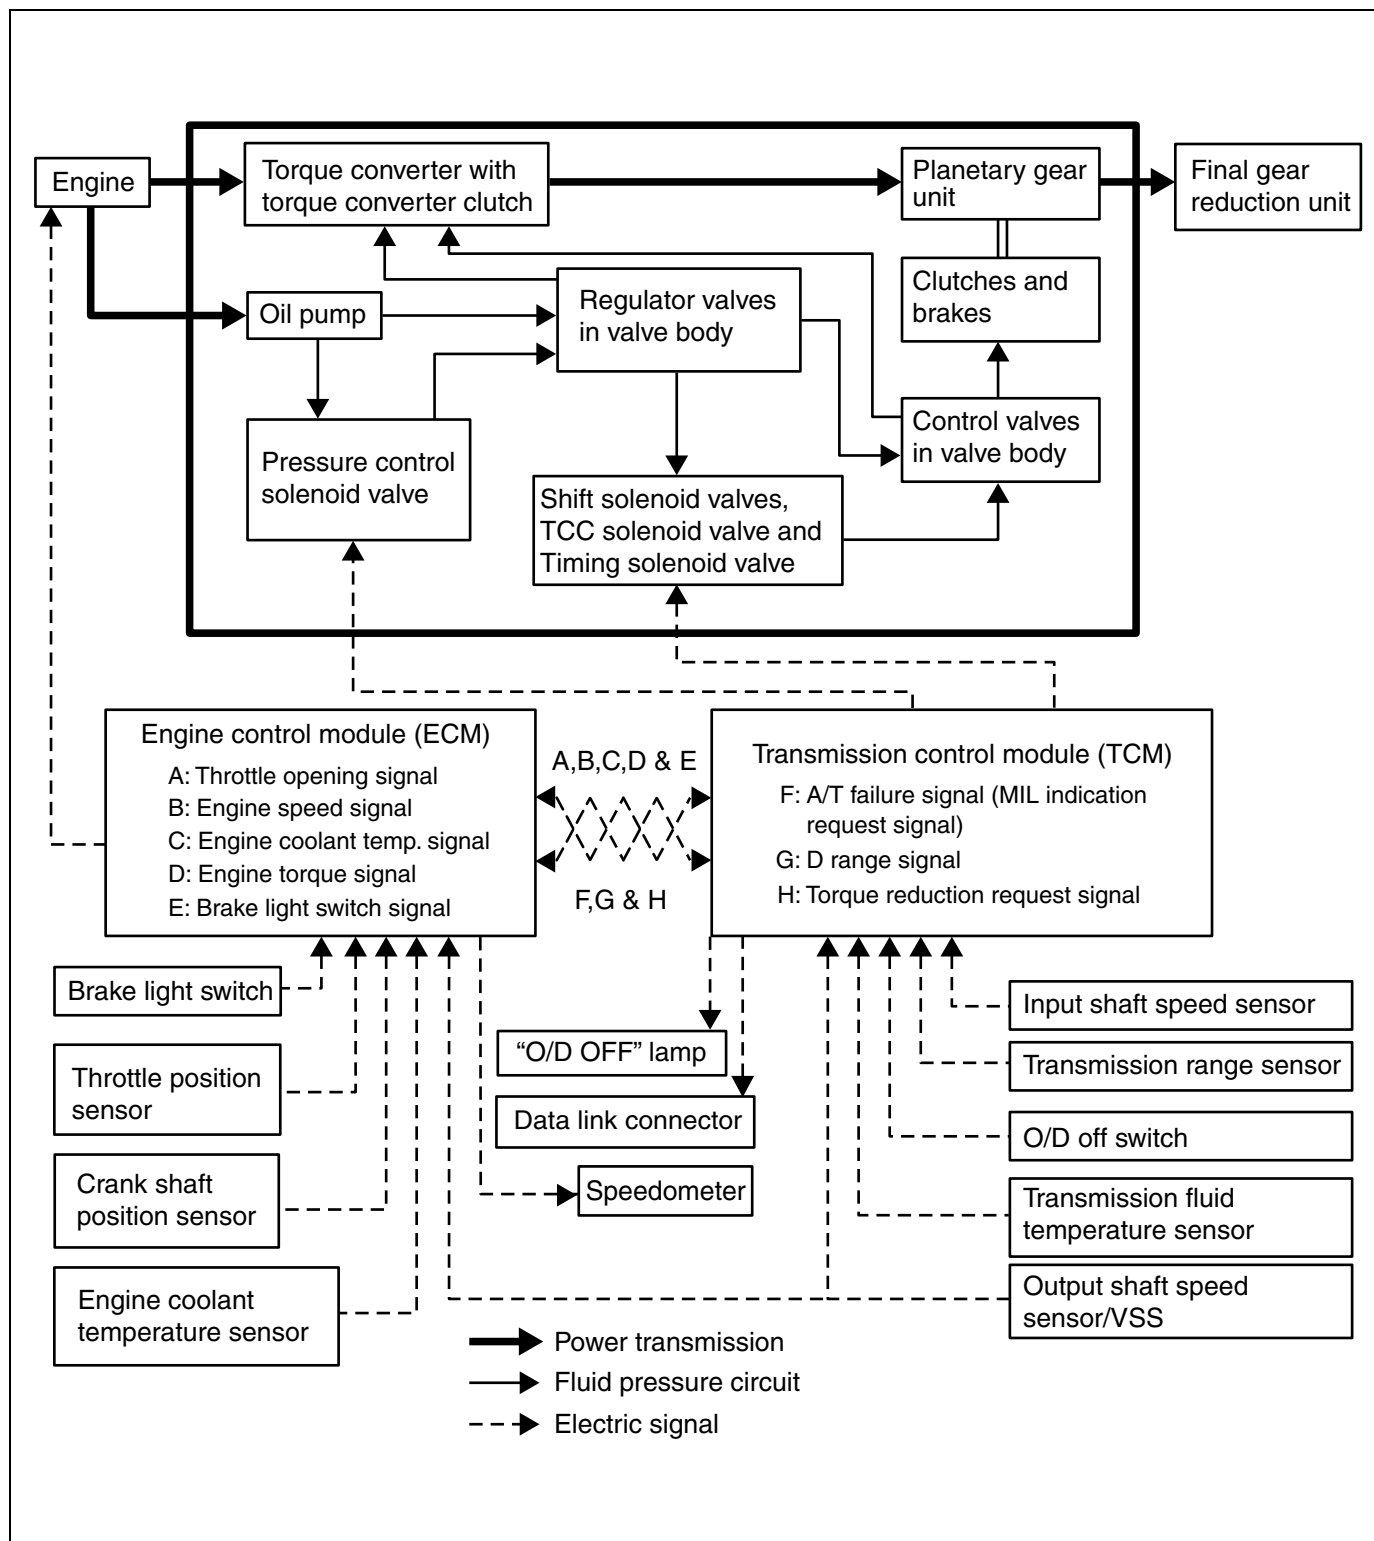 Engine
Torque converter with
torque converter clutch
Planetary gear
unit
Final gear
reduction unit
Oil pump
Regulator valves
in valve body
Clutches and
brakes
Pressure control
solenoid valve
Control valves
in valve body
Shift solenoid valves,
TCC solenoid valve and
Timing solenoid valve
Engine control module (ECM)
A: Throttle opening signal
B: Engine speed signal
C: Engine coolant temp. signal
D: Engine torque signal
E: Brake light switch signal
A,B,C,D & E
F,G & H
Transmission control module (TCM)
F: A/T failure signal (MIL indication
request signal)
G: D range signal
H: Torque reduction request signal
Brake light switch
Throttle position
sensor
Crank shaft
position sensor
Engine coolant
temperature sensor
“O/D OFF” lamp
Data link connector
Speedometer
Input shaft speed sensor
Transmission range sensor
O/D off switch
Transmission fluid
temperature sensor
Output shaft speed
sensor/VSS
Power transmission
Fluid pressure circuit
Electric signal